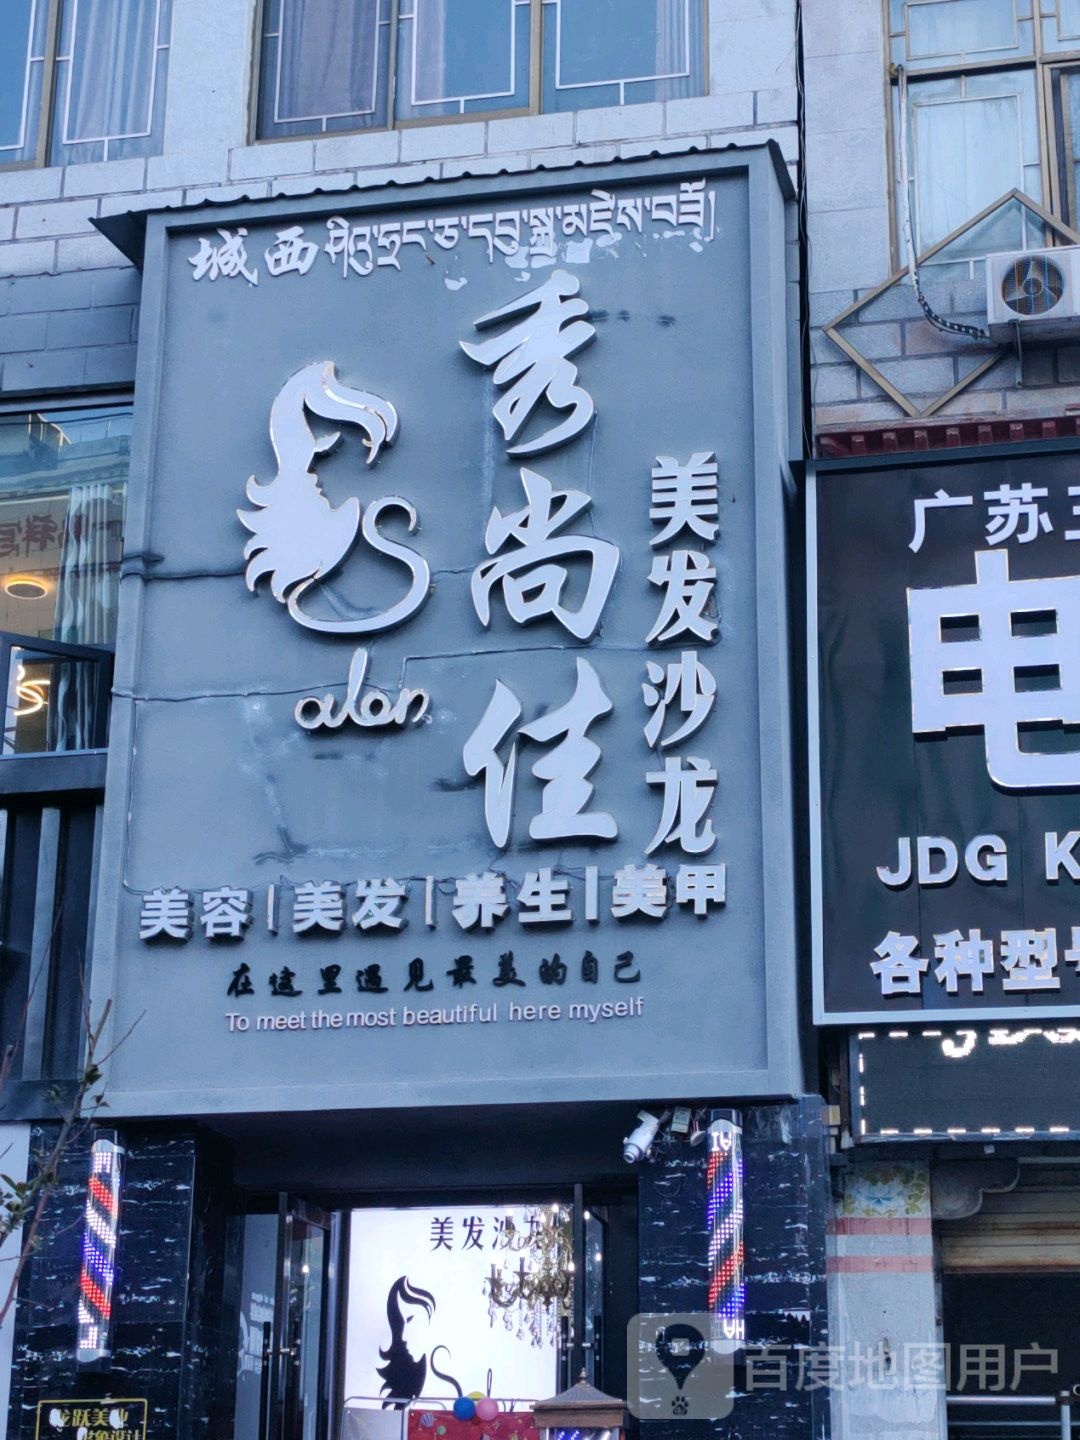 城西
秀尚佳
美发沙龙
alon
美容|美发|养生|美甲
在这里遇见最美的自己
To meet the most beautiful here myself
广苏
电
JDG K
各种型号
美发沙龙
百度地图用户